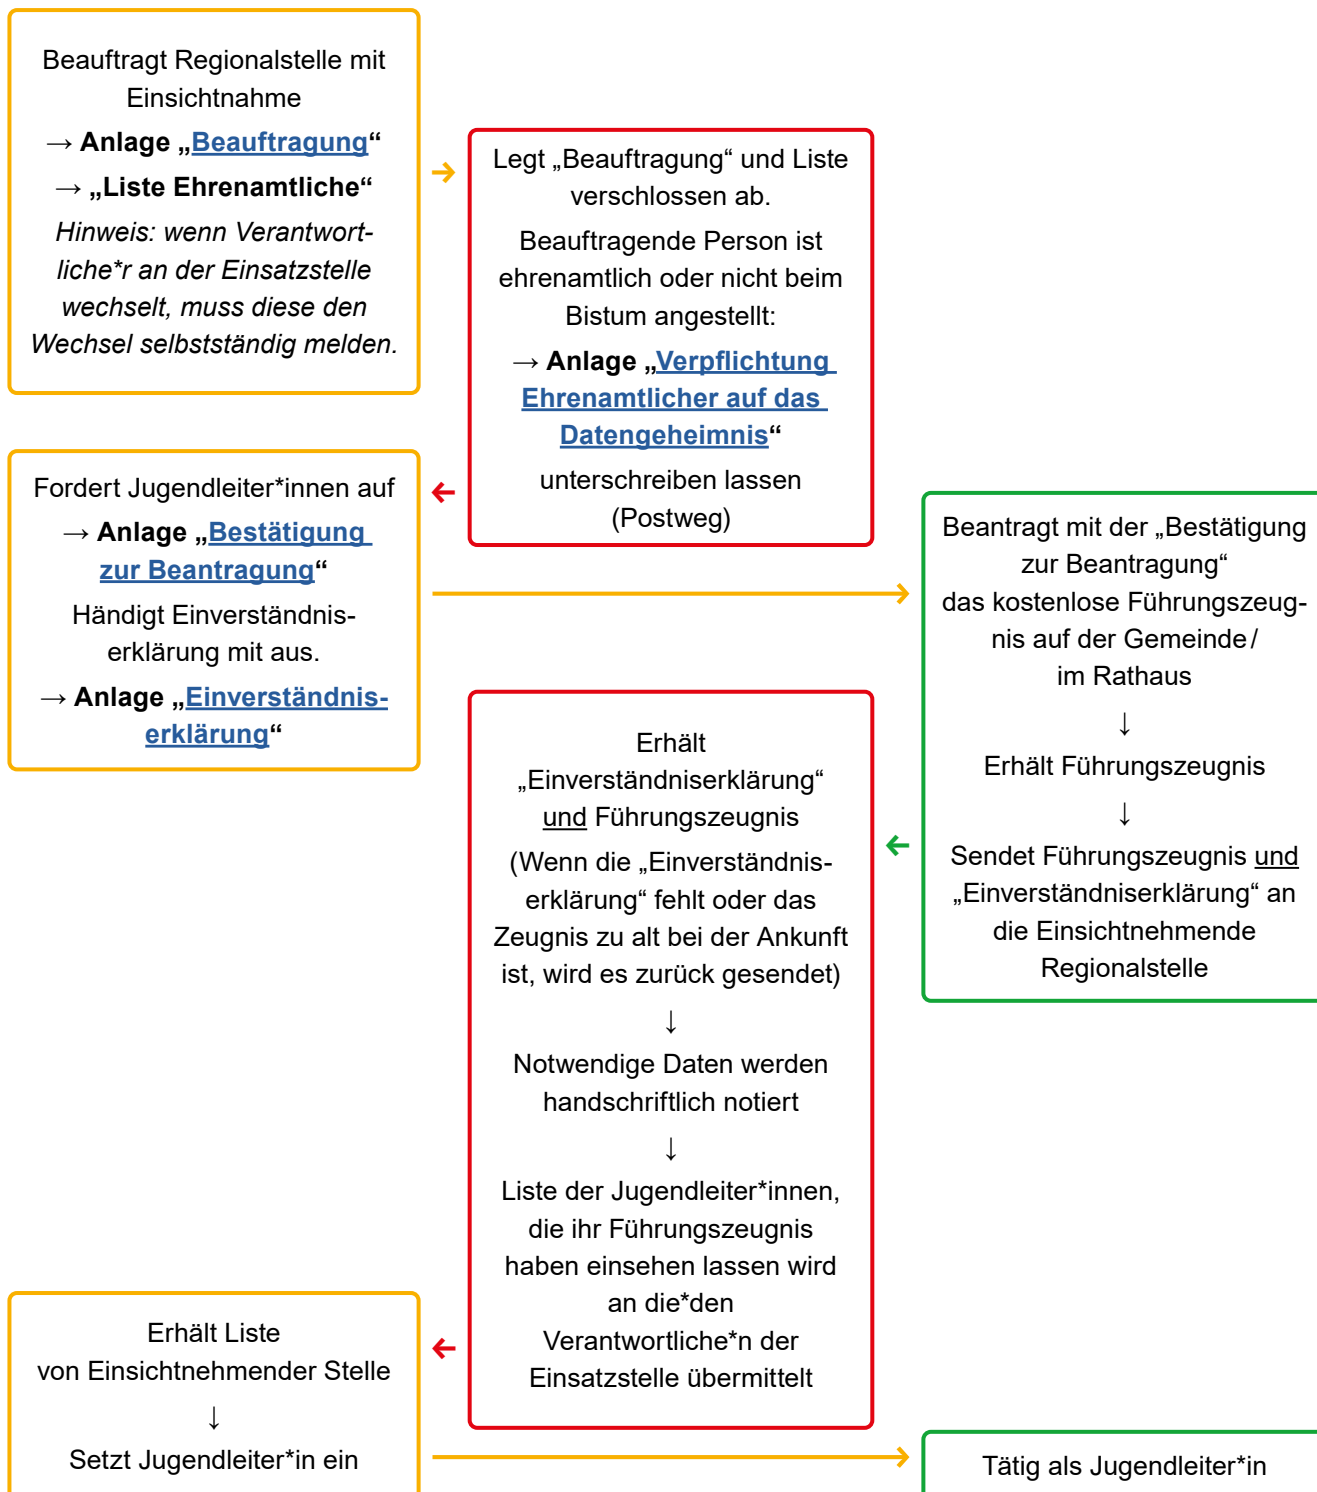 Beauftragt Regionalstelle mit
Einsichtnahme
→ Anlage „Beauftragung“
→ „Liste Ehrenamtliche“
Hinweis: wenn Verantwort-
liche*r an der Einsatzstelle
wechselt, muss diese den
Wechsel selbstständig melden.
Legt „Beauftragung“ und Liste
verschlossen ab.
Beauftragende Person ist
ehrenamtlich oder nicht beim
Bistum angestellt:
→ Anlage „Verpflichtung
Ehrenamtlicher auf das
Datengeheimnis“
unterschreiben lassen
(Postweg)
Fordert Jugendleiter*innen auf
→ Anlage „Bestätigung
zur Beantragung“
Händigt Einverständnis-
erklärung mit aus.
→ Anlage „Einverständnis-
erklärung“
Beantragt mit der „Bestätigung
zur Beantragung“
das kostenlose Führungszeug-
nis auf der Gemeinde/
im Rathaus
↓
Erhält Führungszeugnis
↓
Sendet Führungszeugnis und
„Einverständniserklärung“ an
die Einsichtnehmende
Regionalstelle
Erhält
„Einverständniserklärung“
und Führungszeugnis
(Wenn die „Einverständnis-
erklärung“ fehlt oder das
Zeugnis zu alt bei der Ankunft
ist, wird es zurück gesendet)
↓
Notwendige Daten werden
handschriftlich notiert
↓
Liste der Jugendleiter*innen,
die ihr Führungszeugnis
haben einsehen lassen wird
an die*den
Verantwortliche*n der
Einsatzstelle übermittelt
Erhält Liste
von Einsichtnehmender Stelle
↓
Setzt Jugendleiter*in ein
Tätig als Jugendleiter*in